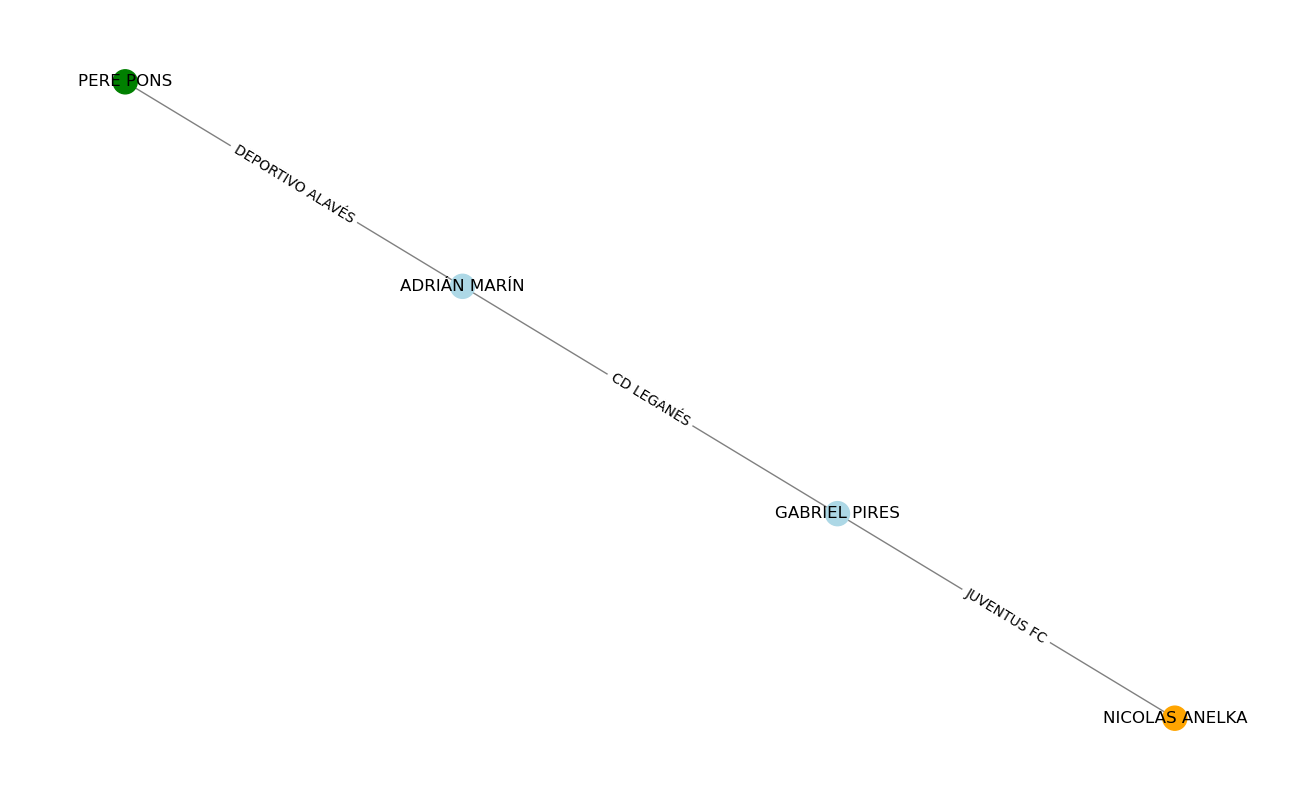 PERE PONS
DEPORTIVO ALAVÉS
ADRIÁN MARÍN
CD LEGANÉS
GABRIEL PIRES
JUVENTUS FC
NICOLAS ANELKA